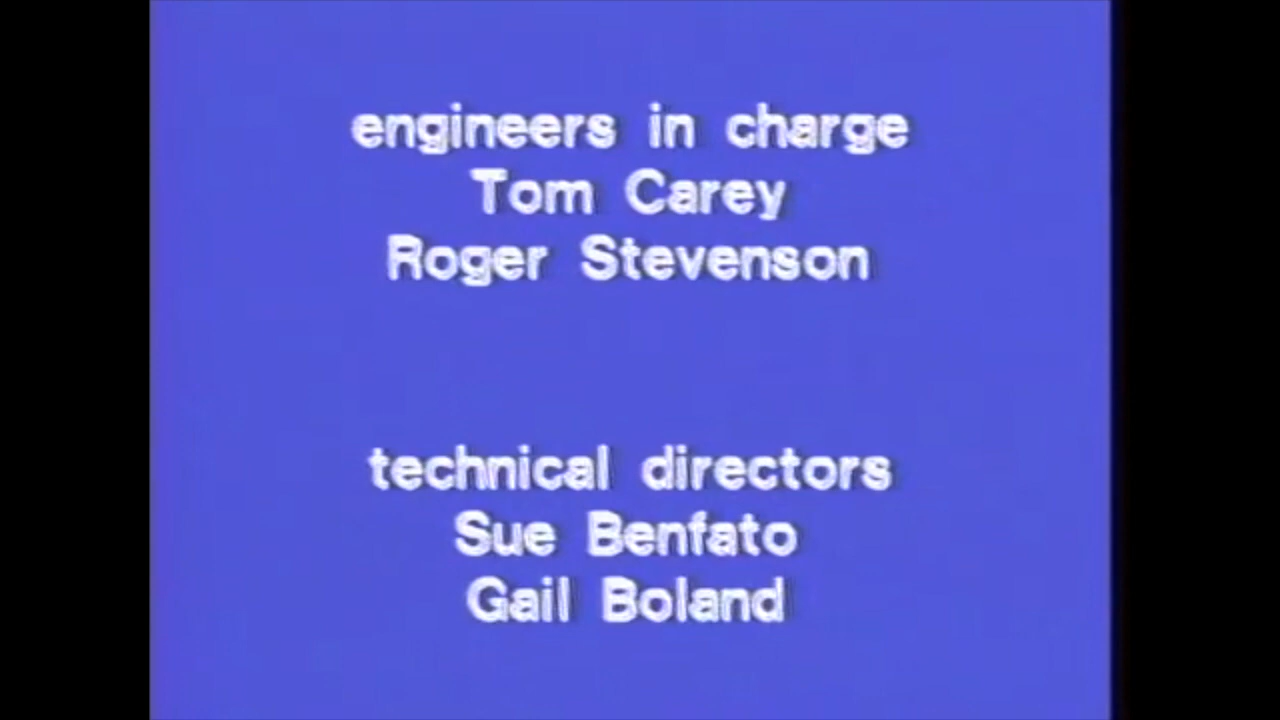 engineers in charge
Tom Carey
Roger Stevenson
technical directors
Sue Benfato
Gail Boland